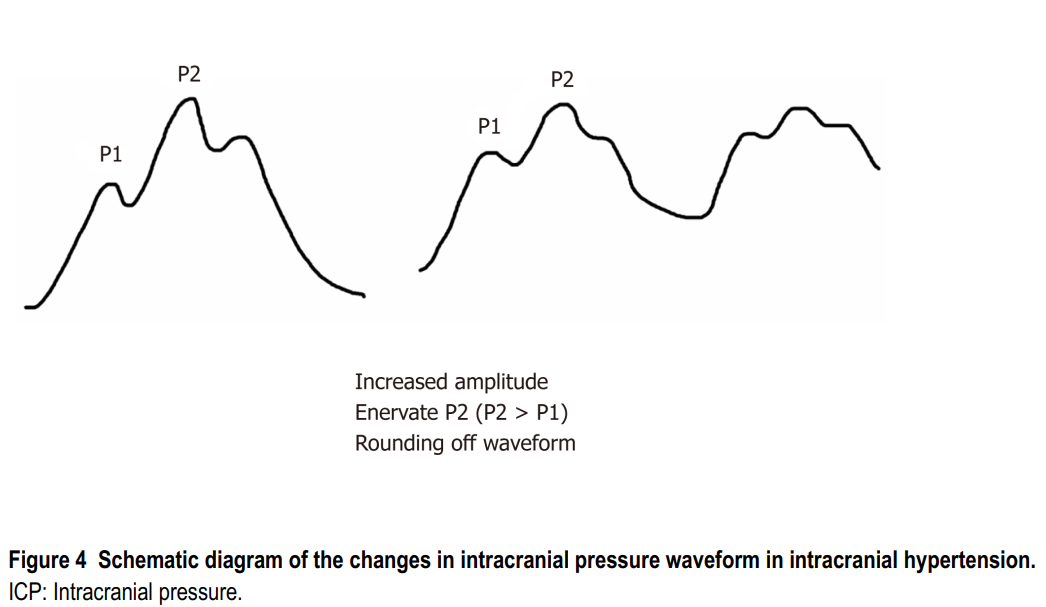 P2
P1
P2
P1
Increased amplitude
Enervate P2 (P2 > P1)
Rounding off waveform
Figure 4 Schematic diagram of the changes in intracranial pressure waveform in intracranial hypertension.
ICP: Intracranial pressure.